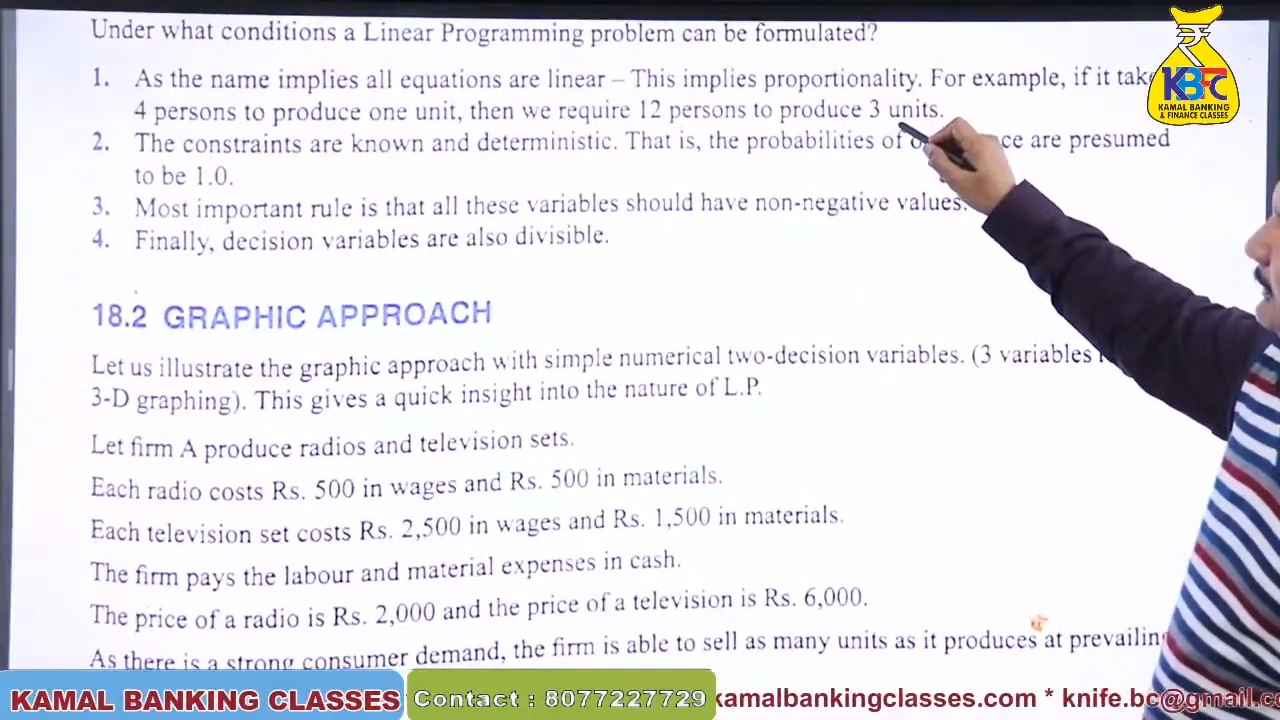 Under what conditions a Linear Programming problem can be formulated?
1. As the name implies all equations are linear – This implies proportionality. For example, if it
4 persons to produce one unit, then we require 12 persons to produce 3 units.
2. The constraints are known and deterministic. That is, the probabilities of are presumed
to be 1.0.
3. Most important rule is that all these variables should have non-negative values.
4. Finally, decision variables are also divisible.
18.2 GRAPHIC APPROACH
Let us illustrate the graphic approach with simple numerical two-decision variables. (3 variables
3-D graphing). This gives a quick insight into the nature of L.P.
Let firm A produce radios and television sets.
Each radio costs Rs. 500 in wages and Rs. 500 in materials.
Each television set costs Rs. 2,500 in wages and Rs. 1,500 in materials.
The firm pays the labour and material expenses in cash.
The price of a radio is Rs. 2,000 and the price of a television is Rs. 6,000.
As there is a strong consumer demand, the firm is able to sell as many units as it produces at
KBFC
KAMAL BANKING
& FINANCE CLASSES
KAMAL BANKING CLASSES
Contact : 8077227729
kamalbankingclasses.com * knife.bc@gmail.co